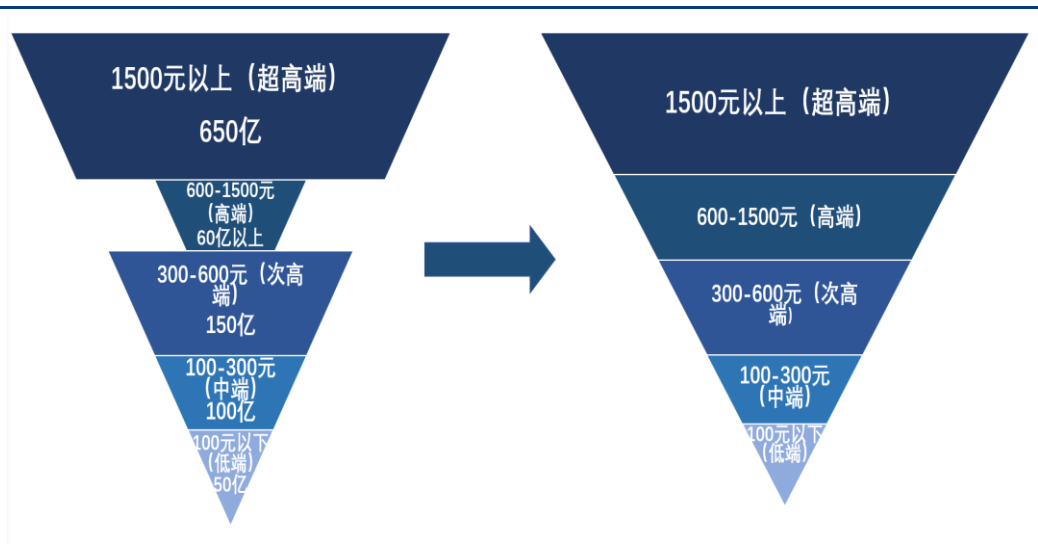 1500元以上（超高端）
650亿
600-1500元
（高端）
60亿以上
300-600元（次高
端）
150亿
100-300元
（中端）
100亿
100元以下
（低端）
50亿
1500元以上（超高端）
600-1500元（高端）
300-600元（次高
端）
100-300元
（中端）
100元以下
（低端）